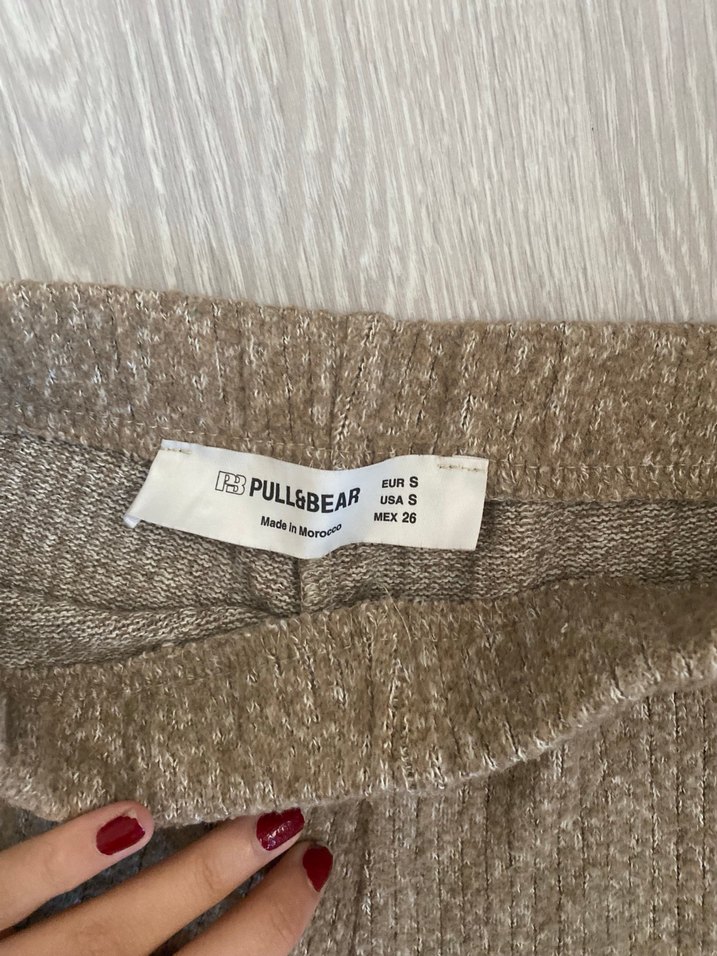 PB PULL&BEAR
Made in Morocco
EUR S
USA S
MEX 26